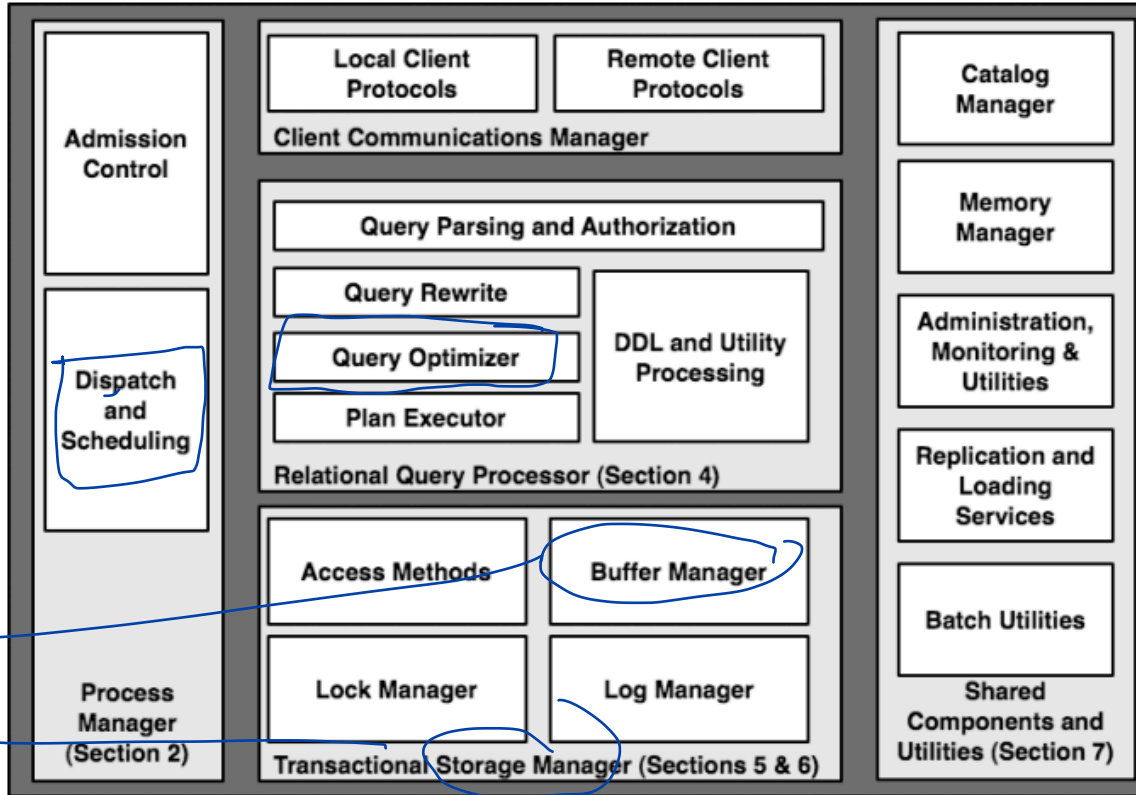 Admission
Control
Dispatch
and
Scheduling
Process
Manager
(Section 2)
Local Client
Protocols
Remote Client
Protocols
Client Communications Manager
Query Parsing and Authorization
Query Rewrite
Query Optimizer
Plan Executor
DDL and Utility
Processing
Relational Query Processor (Section 4)
Access Methods
Buffer Manager
Lock Manager
Log Manager
Transactional Storage Manager (Sections 5 & 6)
Catalog
Manager
Memory
Manager
Administration,
Monitoring &
Utilities
Replication and
Loading
Services
Batch Utilities
Shared
Components and
Utilities (Section 7)